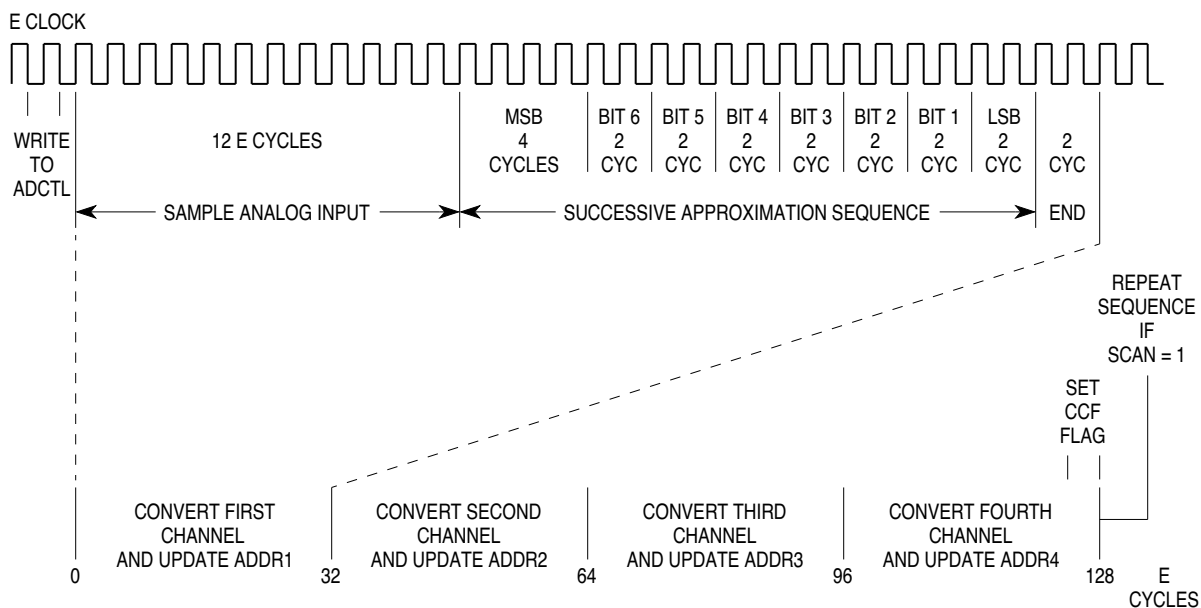 E CLOCK
WRITE
TO
ADCTL
12 E CYCLES
MSB
4
CYCLES
BIT 6
2
CYC
BIT 5
2
CYC
BIT 4
2
CYC
BIT 3
2
CYC
BIT 2
2
CYC
BIT 1
2
CYC
LSB
2
CYC
2
CYC
SAMPLE ANALOG INPUT
SUCCESSIVE APPROXIMATION SEQUENCE
END
REPEAT
SEQUENCE
IF
SCAN = 1
SET
CCF
FLAG
CONVERT FIRST
CHANNEL
AND UPDATE ADDR1
CONVERT SECOND
CHANNEL
AND UPDATE ADDR2
CONVERT THIRD
CHANNEL
AND UPDATE ADDR3
CONVERT FOURTH
CHANNEL
AND UPDATE ADDR4
0
32
64
96
128
E
CYCLES